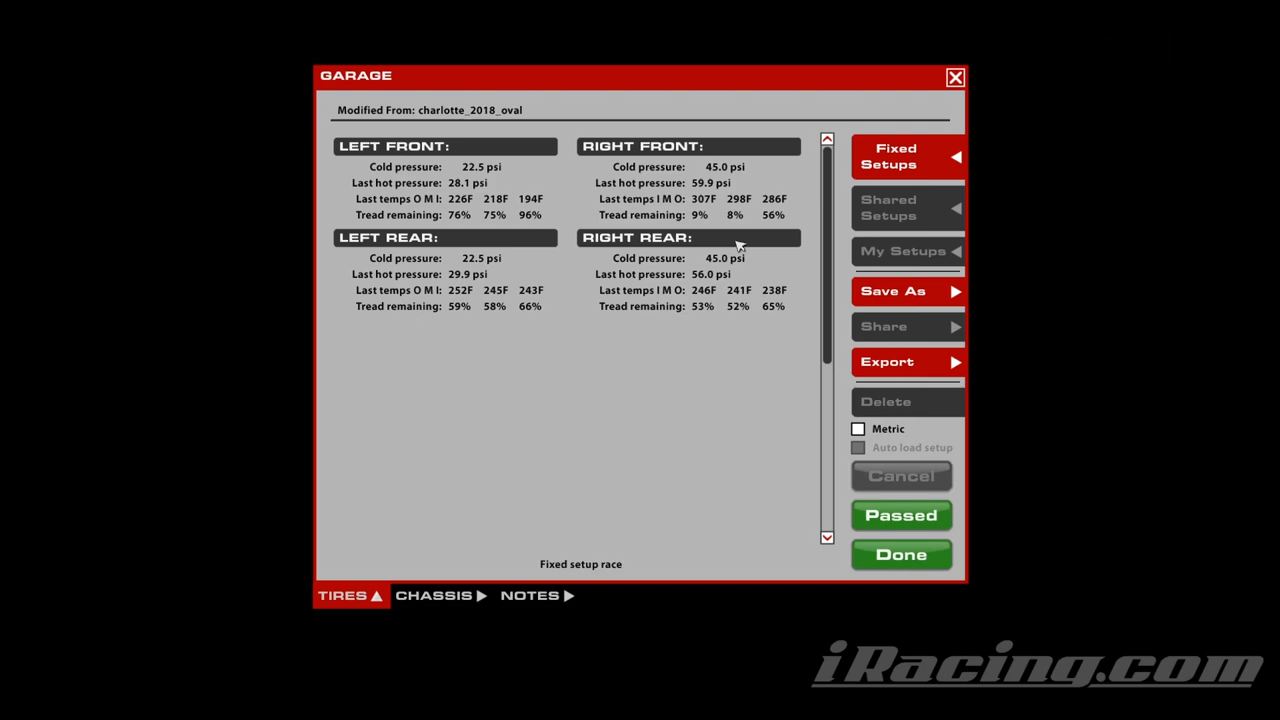 GARAGE
Modified From: charlotte_2018_oval
LEFT FRONT:
Cold pressure: 22.5 psi
Last hot pressure: 28.1 psi
Last temps O M I: 226F 218F 194F
Tread remaining: 76% 75% 96%
RIGHT FRONT:
Cold pressure: 45.0 psi
Last hot pressure: 59.9 psi
Last temps I M O: 307F 298F 286F
Tread remaining: 9% 8% 56%
LEFT REAR:
Cold pressure: 22.5 psi
Last hot pressure: 29.9 psi
Last temps O M I: 252F 245F 243F
Tread remaining: 59% 58% 66%
RIGHT REAR:
Cold pressure: 45.0 psi
Last hot pressure: 56.0 psi
Last temps I M O: 246F 241F 238F
Tread remaining: 53% 52% 65%
Fixed setup race
Fixed
Setups
Shared
Setups
My Setups
Save As
Share
Export
Delete
Metric
Auto load setup
Cancel
Passed
Done
TIRES CHASSIS NOTES
iRacing.com